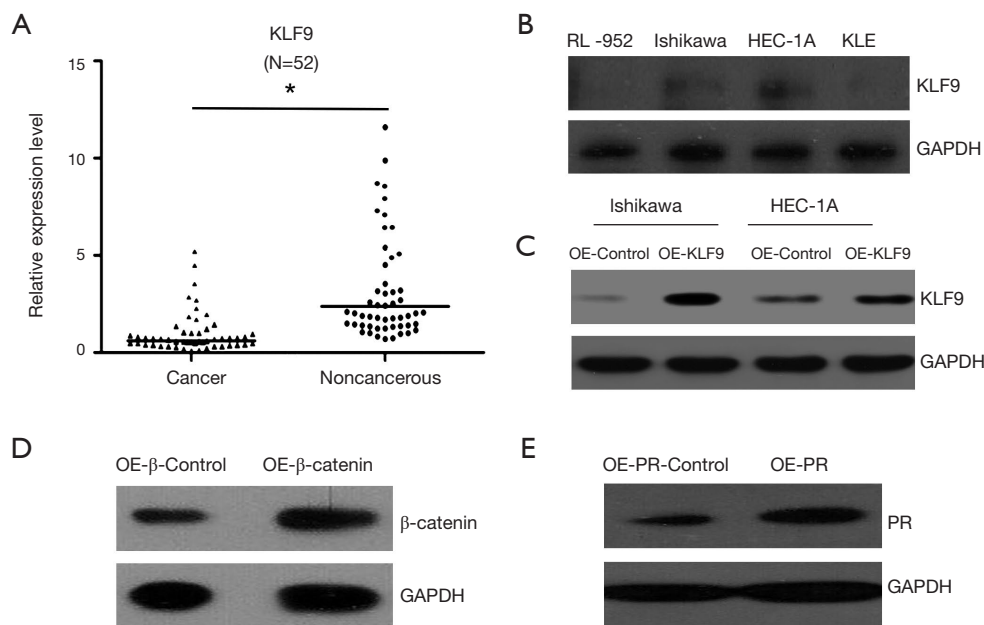 A
KLF9
(N=52)
*
Relative expression level
15
10
5
0
Cancer
Noncancerous
B
RL -952 Ishikawa HEC-1A KLE
KLF9
GAPDH
C
Ishikawa HEC-1A
OE-Control OE-KLF9 OE-Control OE-KLF9
KLF9
GAPDH
D
OE-β-Control OE-β-catenin
β-catenin
GAPDH
E
OE-PR-Control OE-PR
PR
GAPDH